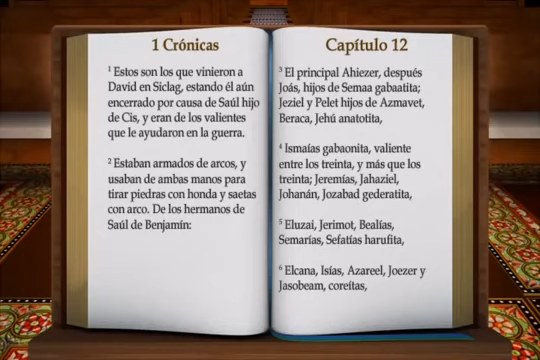 1 Crónicas
¹ Estos son los que vinieron a
David en Siclag, estando él aún
encerrado por causa de Saúl hijo
de Cis, y eran de los valientes
que le ayudaron en la guerra.
² Estaban armados de arcos, y
usaban de ambas manos para
tirar piedras con honda y saetas
con arco. De los hermanos de
Saúl de Benjamín:
Capítulo 12
³ El principal Ahiezer, después
Joás, hijos de Semaa gabaatita;
Jeziel y Pelet hijos de Azmavet,
Beraca, Jehú anatotita,
⁴ Ismaías gabaonita, valiente
entre los treinta, y más que los
treinta; Jeremías, Jahaziel,
Johanán, Jozabad gederatita,
⁵ Eluzai, Jerimot, Bealías,
Semarías, Sefatías harufita,
⁶ Elcana, Isías, Azareel, Joezer y
Jasobeam, coreítas,